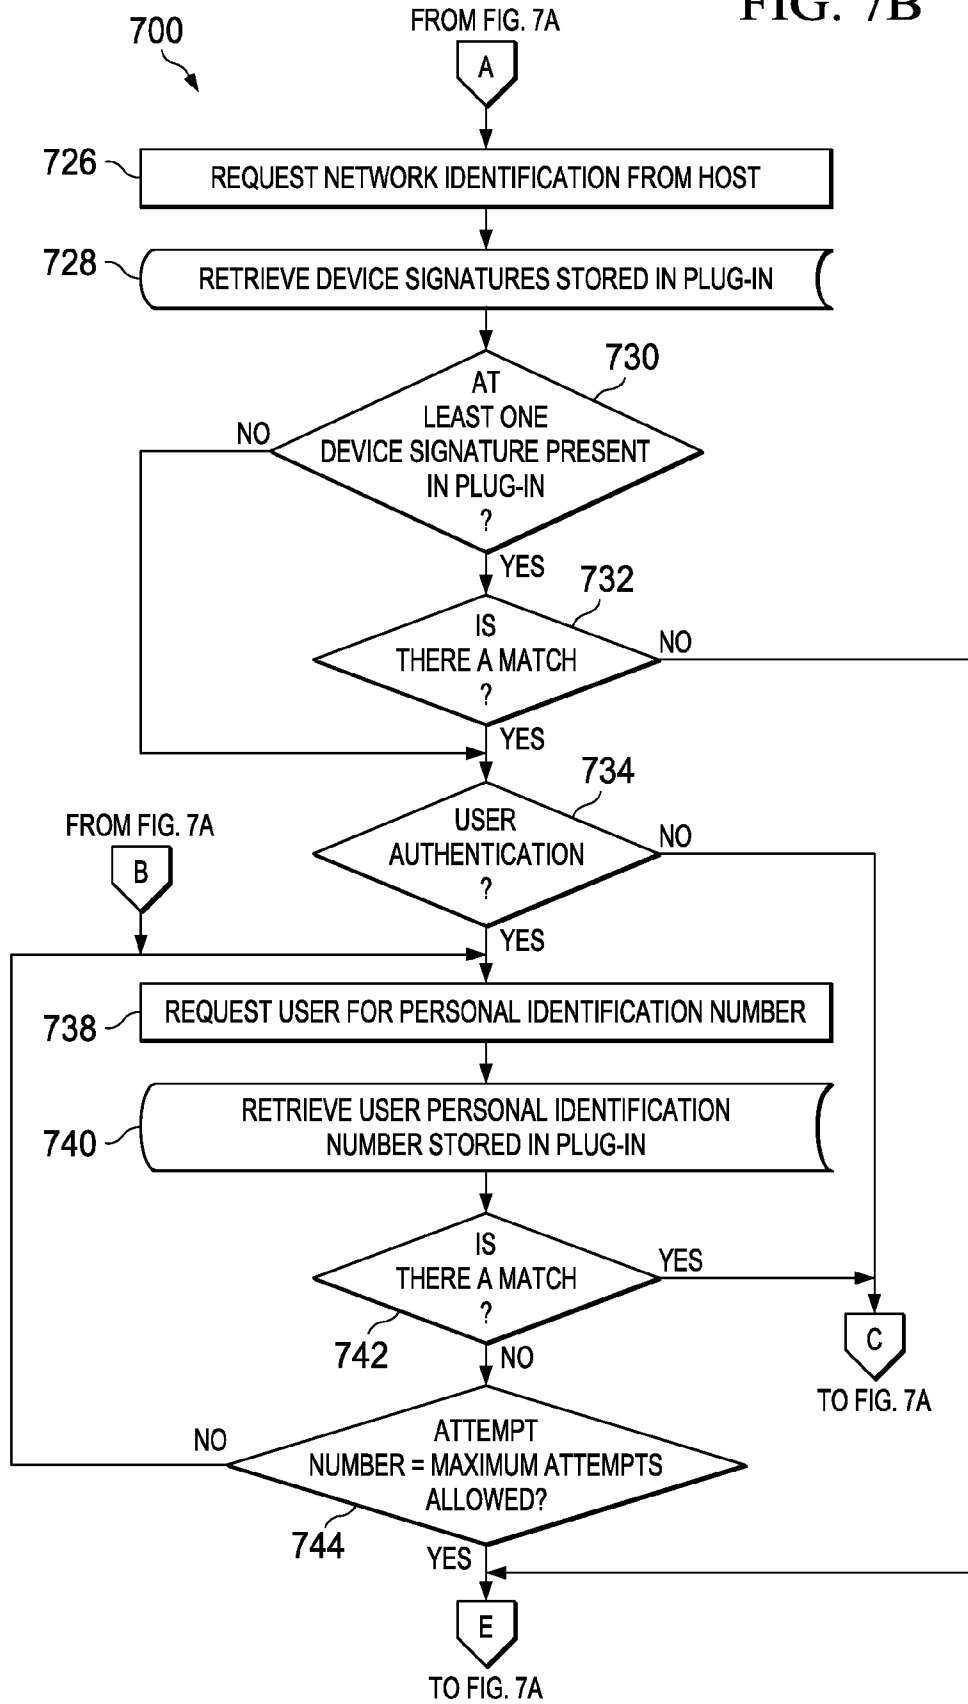 FIG. 7B
700
FROM FIG. 7A
A
726
REQUEST NETWORK IDENTIFICATION FROM HOST
728
RETRIEVE DEVICE SIGNATURES STORED IN PLUG-IN
730
AT
LEAST ONE
DEVICE SIGNATURE PRESENT
IN PLUG-IN
?
NO
YES
732
IS
THERE A MATCH
?
NO
YES
734
USER
AUTHENTICATION
?
NO
YES
FROM FIG. 7A
B
738
REQUEST USER FOR PERSONAL IDENTIFICATION NUMBER
740
RETRIEVE USER PERSONAL IDENTIFICATION
NUMBER STORED IN PLUG-IN
IS
THERE A MATCH
?
YES
742
NO
C
TO FIG. 7A
ATTEMPT
NUMBER = MAXIMUM ATTEMPTS
ALLOWED?
NO
744
YES
E
TO FIG. 7A